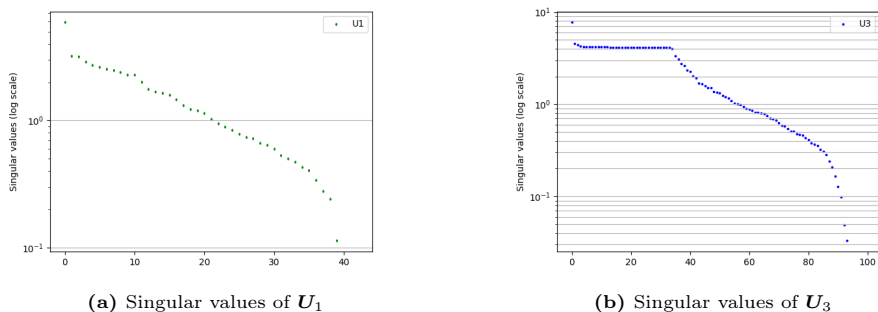 U1
Singular values (log scale)
10⁰
10⁻¹
0 10 20 30 40
(a) Singular values of U₁
U3
Singular values (log scale)
10¹
10⁰
10⁻¹
0 20 40 60 80 100
(b) Singular values of U₃